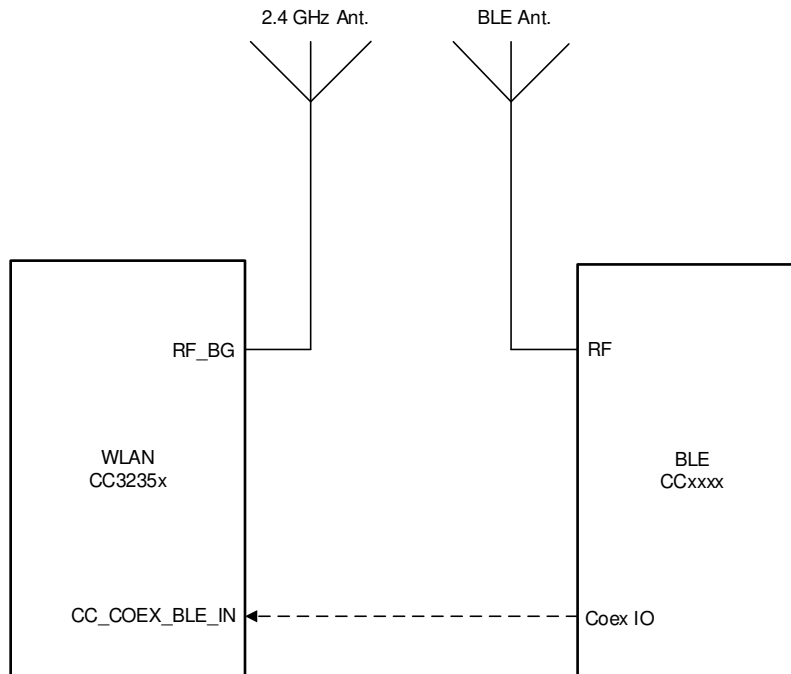 2.4 GHz Ant.
BLE Ant.
RF_BG
RF
WLAN
CC3235x
BLE
CCxxxx
CC_COEX_BLE_IN
Coex IO